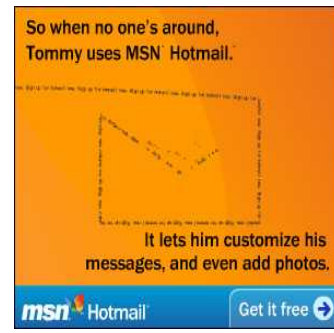 So when no one's around,
Tommy uses MSN Hotmail.
It lets him customize his
messages, and even add photos.
msn Hotmail
Get it free